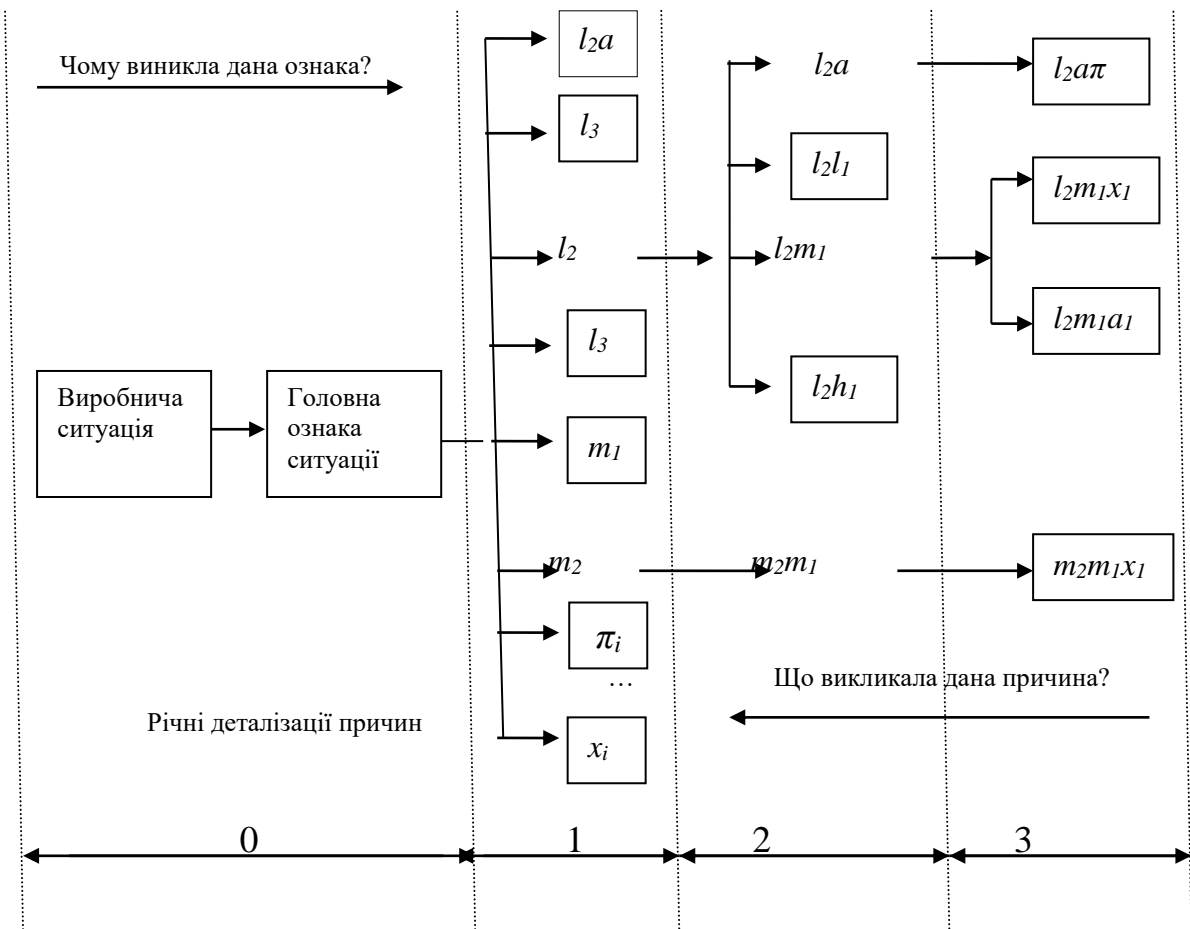 Чому виникла дана ознака?
l₂a
l₃
l₂
l₃
m₁
m₂
πᵢ
…
xᵢ
Виробнича
ситуація
Головна
ознака
ситуації
l₂a
l₂l₁
l₂m₁
l₂h₁
m₂m₁
l₂aπ
l₂m₁x₁
l₂m₁a₁
m₂m₁x₁
Що викликала дана причина?
Річні деталізації причин
0
1
2
3